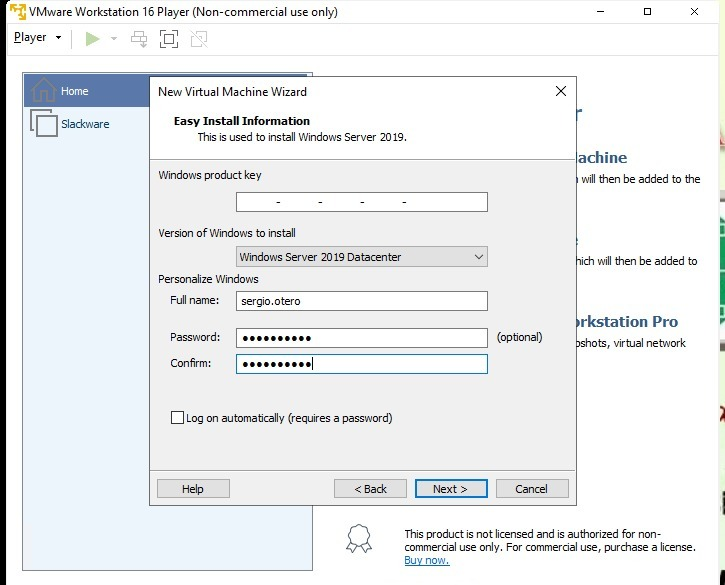 VMware Workstation 16 Player (Non-commercial use only)
Player
Home
Slackware
New Virtual Machine Wizard
Easy Install Information
This is used to install Windows Server 2019.
Windows product key
- - - -
Version of Windows to install
Windows Server 2019 Datacenter
Personalize Windows
Full name: sergio.otero
Password: ●●●●●●●●●● (optional)
Confirm: ●●●●●●●●●●
Log on automatically (requires a password)
Help < Back Next > Cancel
will then be added to the
which will then be added to
orkstation Pro
pshots, virtual network
This product is not licensed and is authorized for non-
commercial use only. For commercial use, purchase a license.
Buy now.